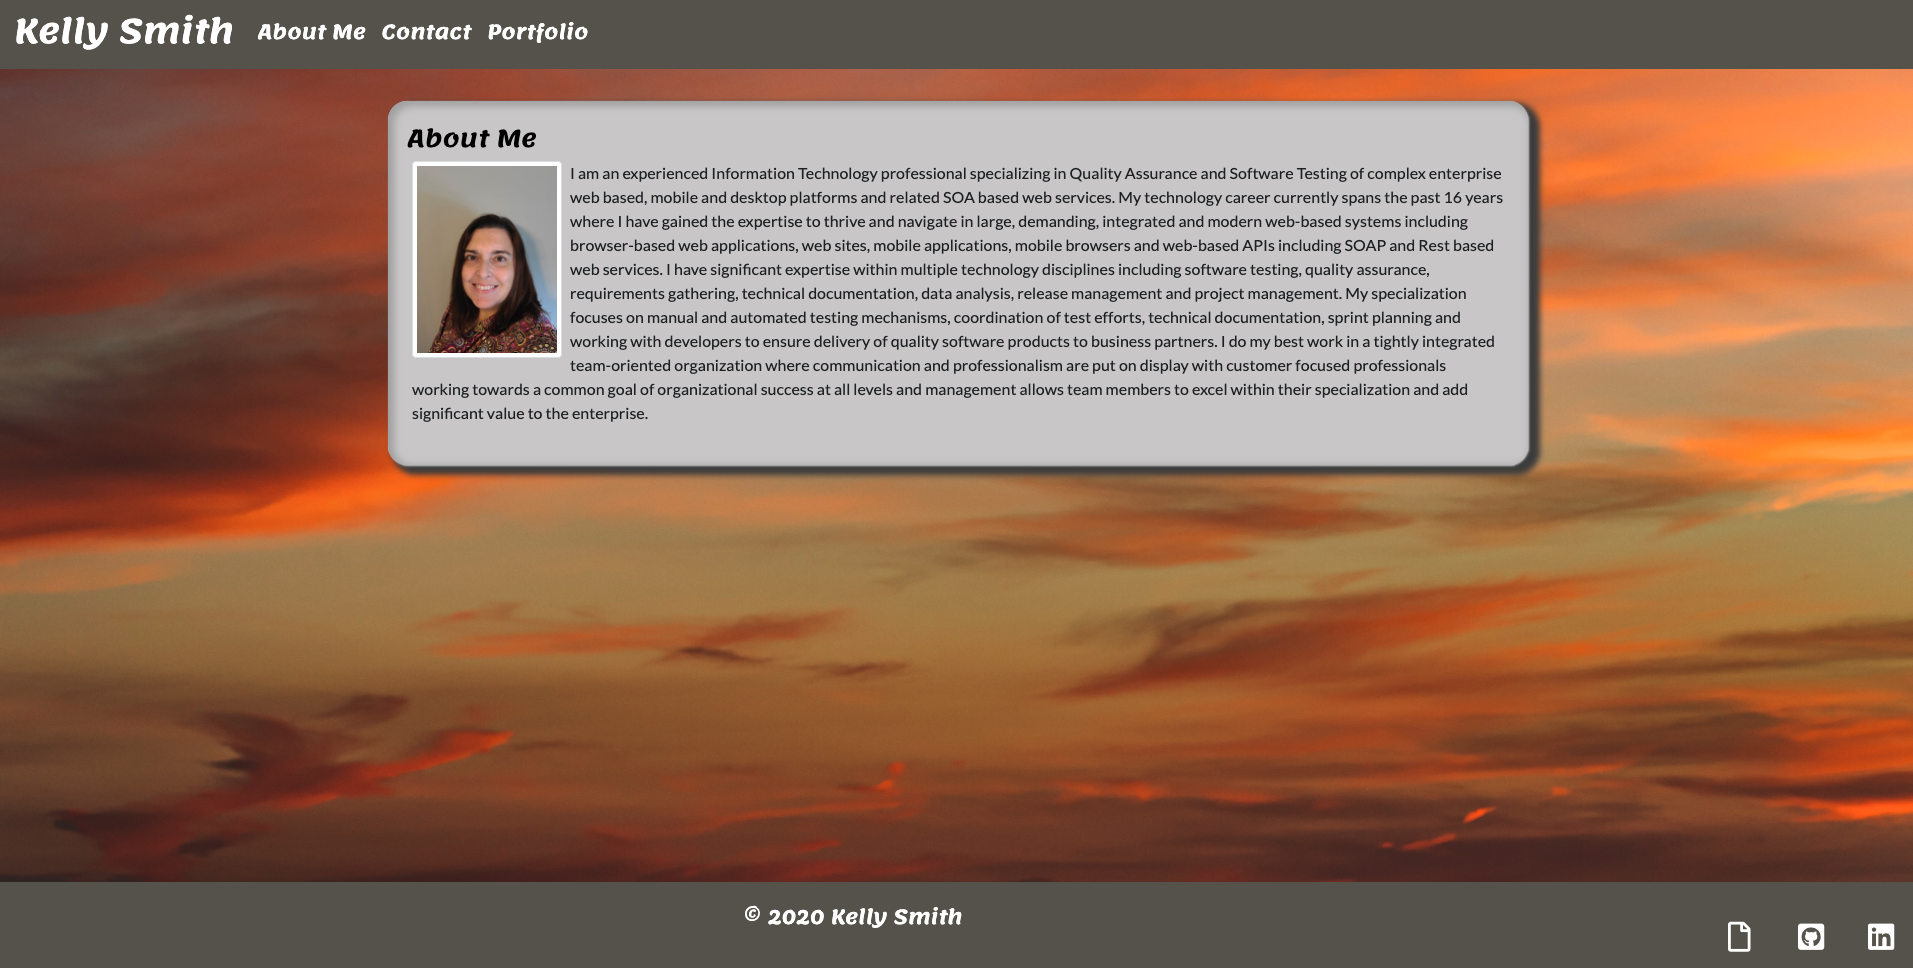 Kelly Smith About Me Contact Portfolio
About Me
I am an experienced Information Technology professional specializing in Quality Assurance and Software Testing of complex enterprise
web based, mobile and desktop platforms and related SOA based web services. My technology career currently spans the past 16 years
where I have gained the expertise to thrive and navigate in large, demanding, integrated and modern web-based systems including
browser-based web applications, web sites, mobile applications, mobile browsers and web-based APIs including SOAP and Rest based
web services. I have significant expertise within multiple technology disciplines including software testing, quality assurance,
requirements gathering, technical documentation, data analysis, release management and project management. My specialization
focuses on manual and automated testing mechanisms, coordination of test efforts, technical documentation, sprint planning and
working with developers to ensure delivery of quality software products to business partners. I do my best work in a tightly integrated
team-oriented organization where communication and professionalism are put on display with customer focused professionals
working towards a common goal of organizational success at all levels and management allows team members to excel within their specialization and add
significant value to the enterprise.
© 2020 Kelly Smith
in